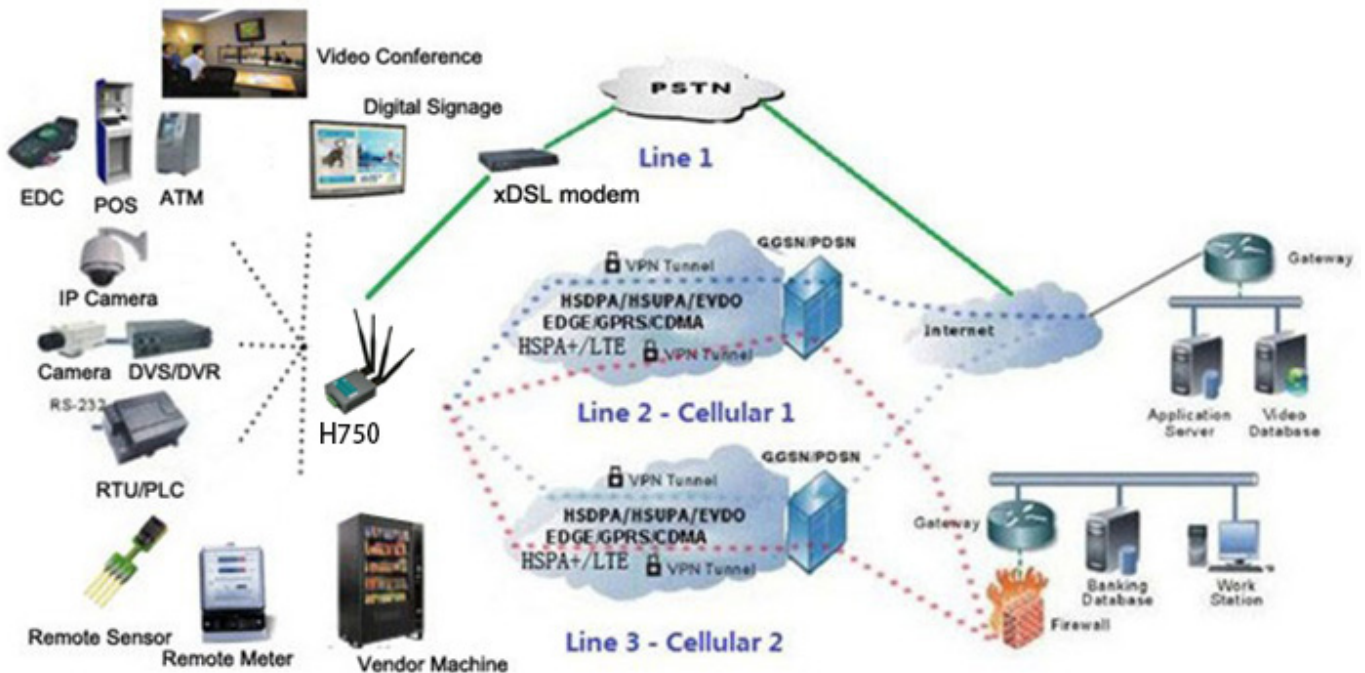 Video Conference
Digital Signage
PSTN
Line 1
xDSL modem
EDC
POS
ATM
IP Camera
Camera
DVS/DVR
RS-232
RTU/PLC
Remote Sensor
Remote Meter
Vendor Machine
H750
GGSN/PDSN
VPN Tunnel
HSDPA/HSUPA/EVDO
EDGE/GPRS/CDMA
HSPA+/LTE
VPN Tunnel
Line 2 - Cellular 1
GGSN/PDSN
VPN Tunnel
HSDPA/HSUPA/EVDO
EDGE/GPRS/CDMA
HSPA+/LTE
VPN Tunnel
Line 3 - Cellular 2
Internet
Gateway
Application
Server
Video
Database
Gateway
Banking
Database
Work
Station
Firewall